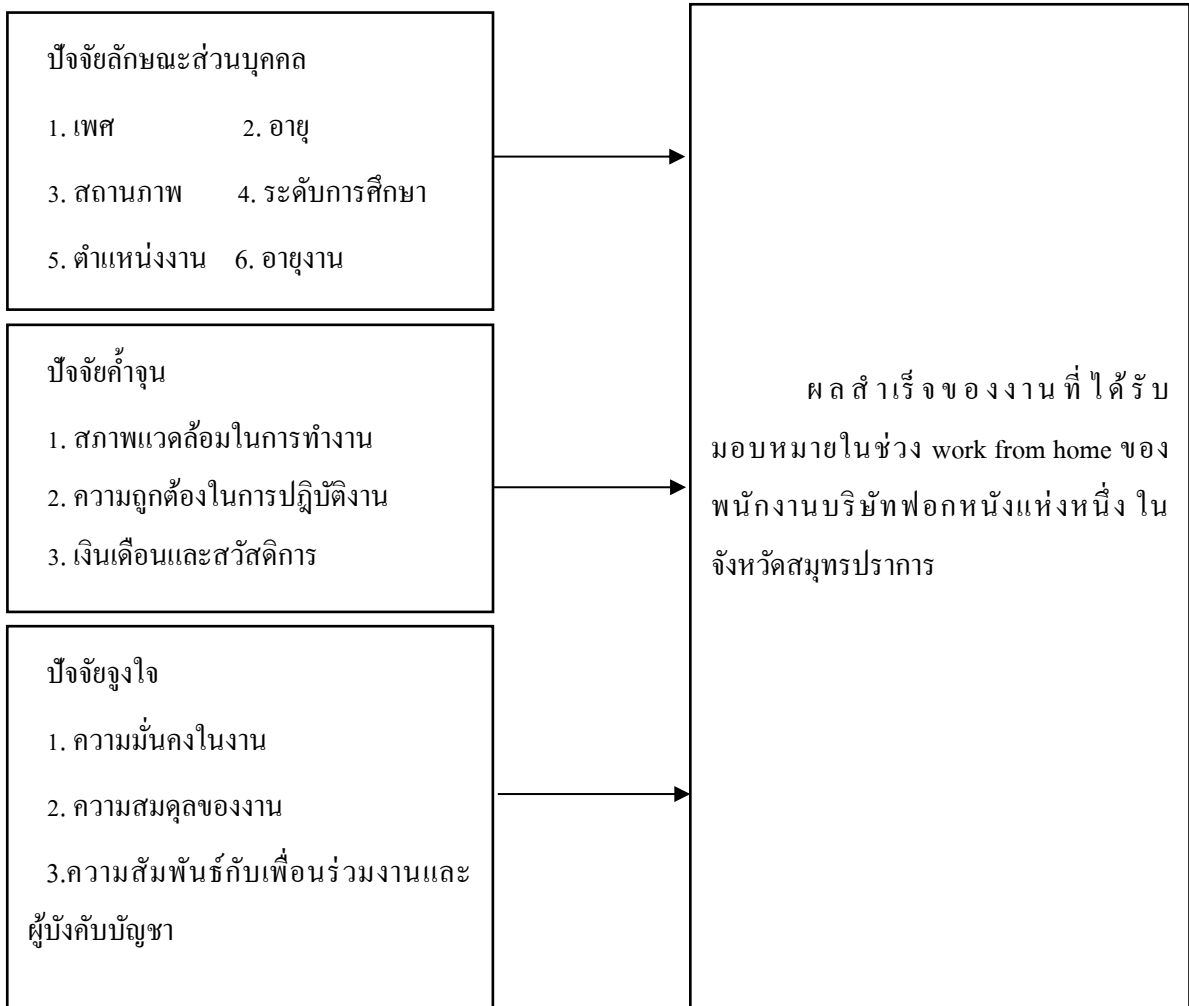 ปัจจัยลักษณะส่วนบุคคล
1. เพศ 2. อายุ
3. สถานภาพ 4. ระดับการศึกษา
5. ตำแหน่งงาน 6. อายุงาน
ปัจจัยค้ำจุน
1. สภาพแวดล้อมในการทำงาน
2. ความถูกต้องในการปฎิบัติงาน
3. เงินเดือนและสวัสดิการ
ปัจจัยจูงใจ
1. ความมั่นคงในงาน
2. ความสมดุลของงาน
3.ความสัมพันธ์กับเพื่อนร่วมงานและ
ผู้บังคับบัญชา
ผลสำเร็จของงานที่ได้รับ
มอบหมายในช่วง work from home ของ
พนักงานบริษัทฟอกหนังแห่งหนึ่ง ใน
จังหวัดสมุทรปราการ